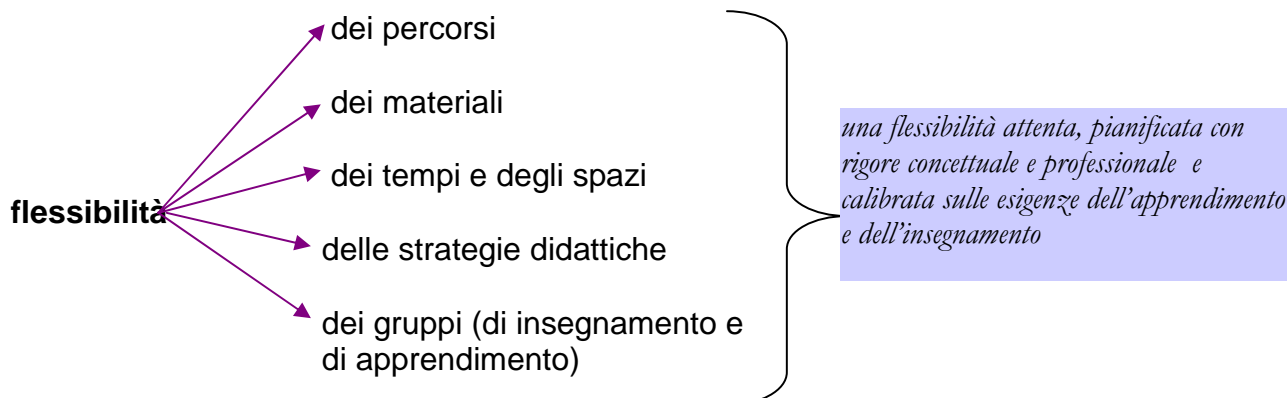 flessibilità
dei percorsi
dei materiali
dei tempi e degli spazi
delle strategie didattiche
dei gruppi (di insegnamento e
di apprendimento)
una flessibilità attenta, pianificata con
rigore concettuale e professionale e
calibrata sulle esigenze dell’apprendimento
e dell’insegnamento